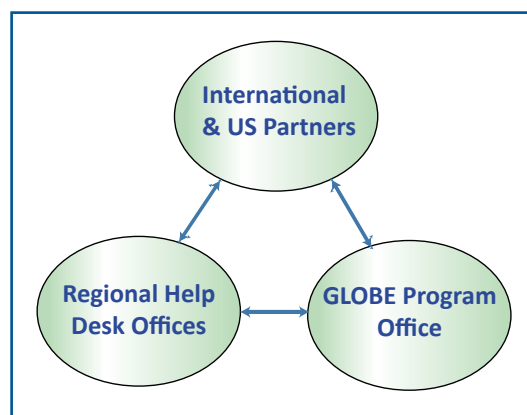 International
& US Partners
Regional Help
Desk Offices
GLOBE Program
Office